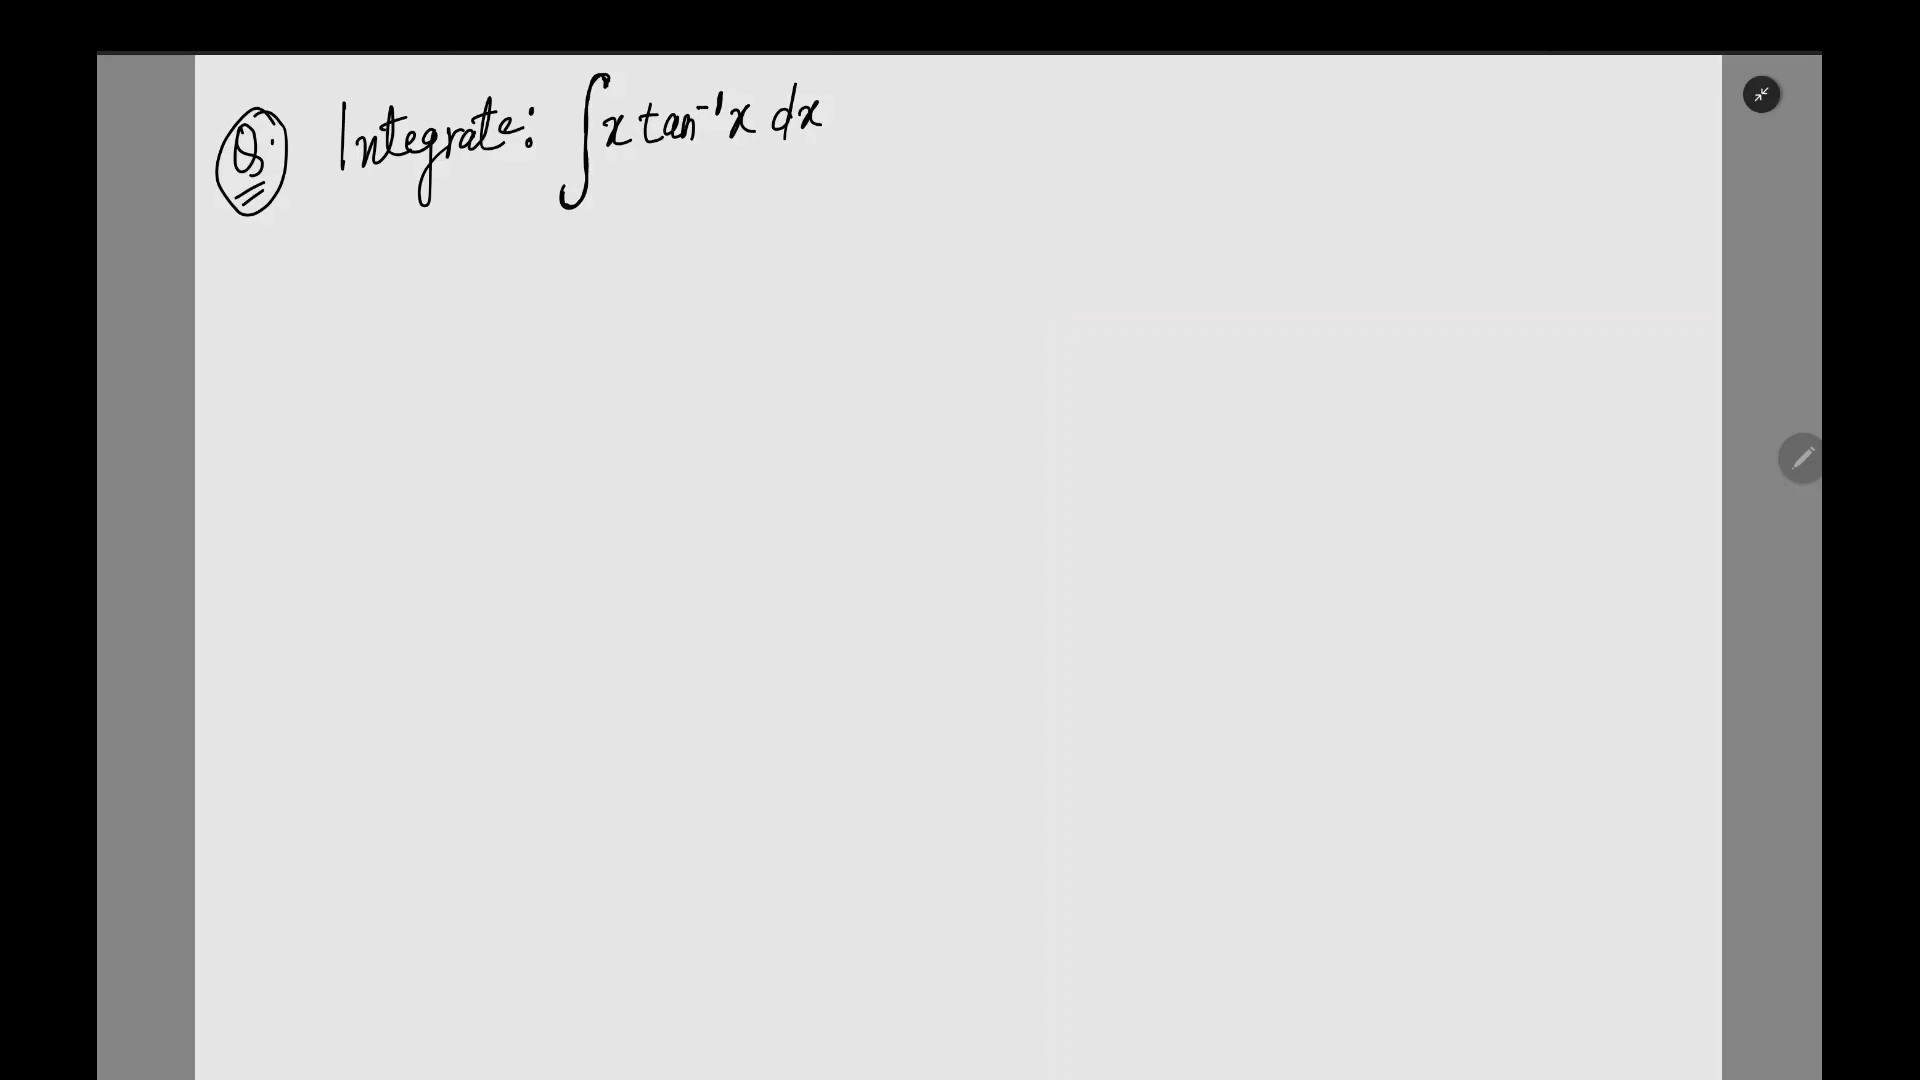 Q. Integrate: ∫x tan⁻¹x dx